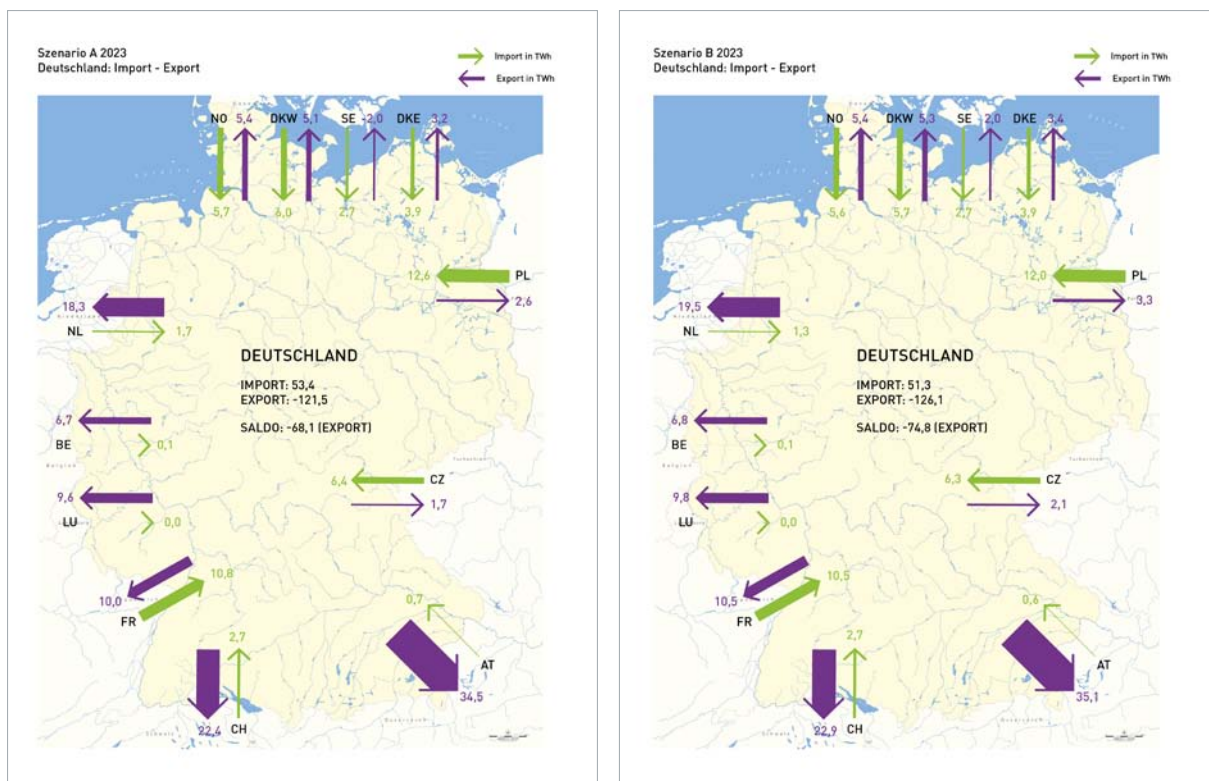 Szenario A 2023
Deutschland: Import - Export
Import in TWh
Export in TWh
NO 5,4 DKW 5,1 SE -2,0 DKE 3,2
5,7 6,0 2,7 3,9
12,6 PL
2,6
18,3
NL 1,7
DEUTSCHLAND
IMPORT: 53,4
EXPORT: -121,5
SALDO: -68,1 (EXPORT)
6,7
BE 0,1
Belgien
6,4 CZ
1,7
9,6
LU 0,0
10,8
10,0
FR
0,7
AT
34,5
2,7
22,4 CH
Schweiz
Österreich
Szenario B 2023
Deutschland: Import - Export
Import in TWh
Export in TWh
NO 5,4 DKW 5,3 SE 2,0 DKE 3,4
5,6 5,7 2,7 3,9
12,0 PL
3,3
19,5
NL 1,3
DEUTSCHLAND
IMPORT: 51,3
EXPORT: -126,1
SALDO: -74,8 (EXPORT)
6,8
BE 0,1
Belgien
6,3 CZ
2,1
9,8
LU 0,0
10,5
10,5
FR
0,6
AT
35,1
2,7
22,9 CH
Schweiz
Österreich